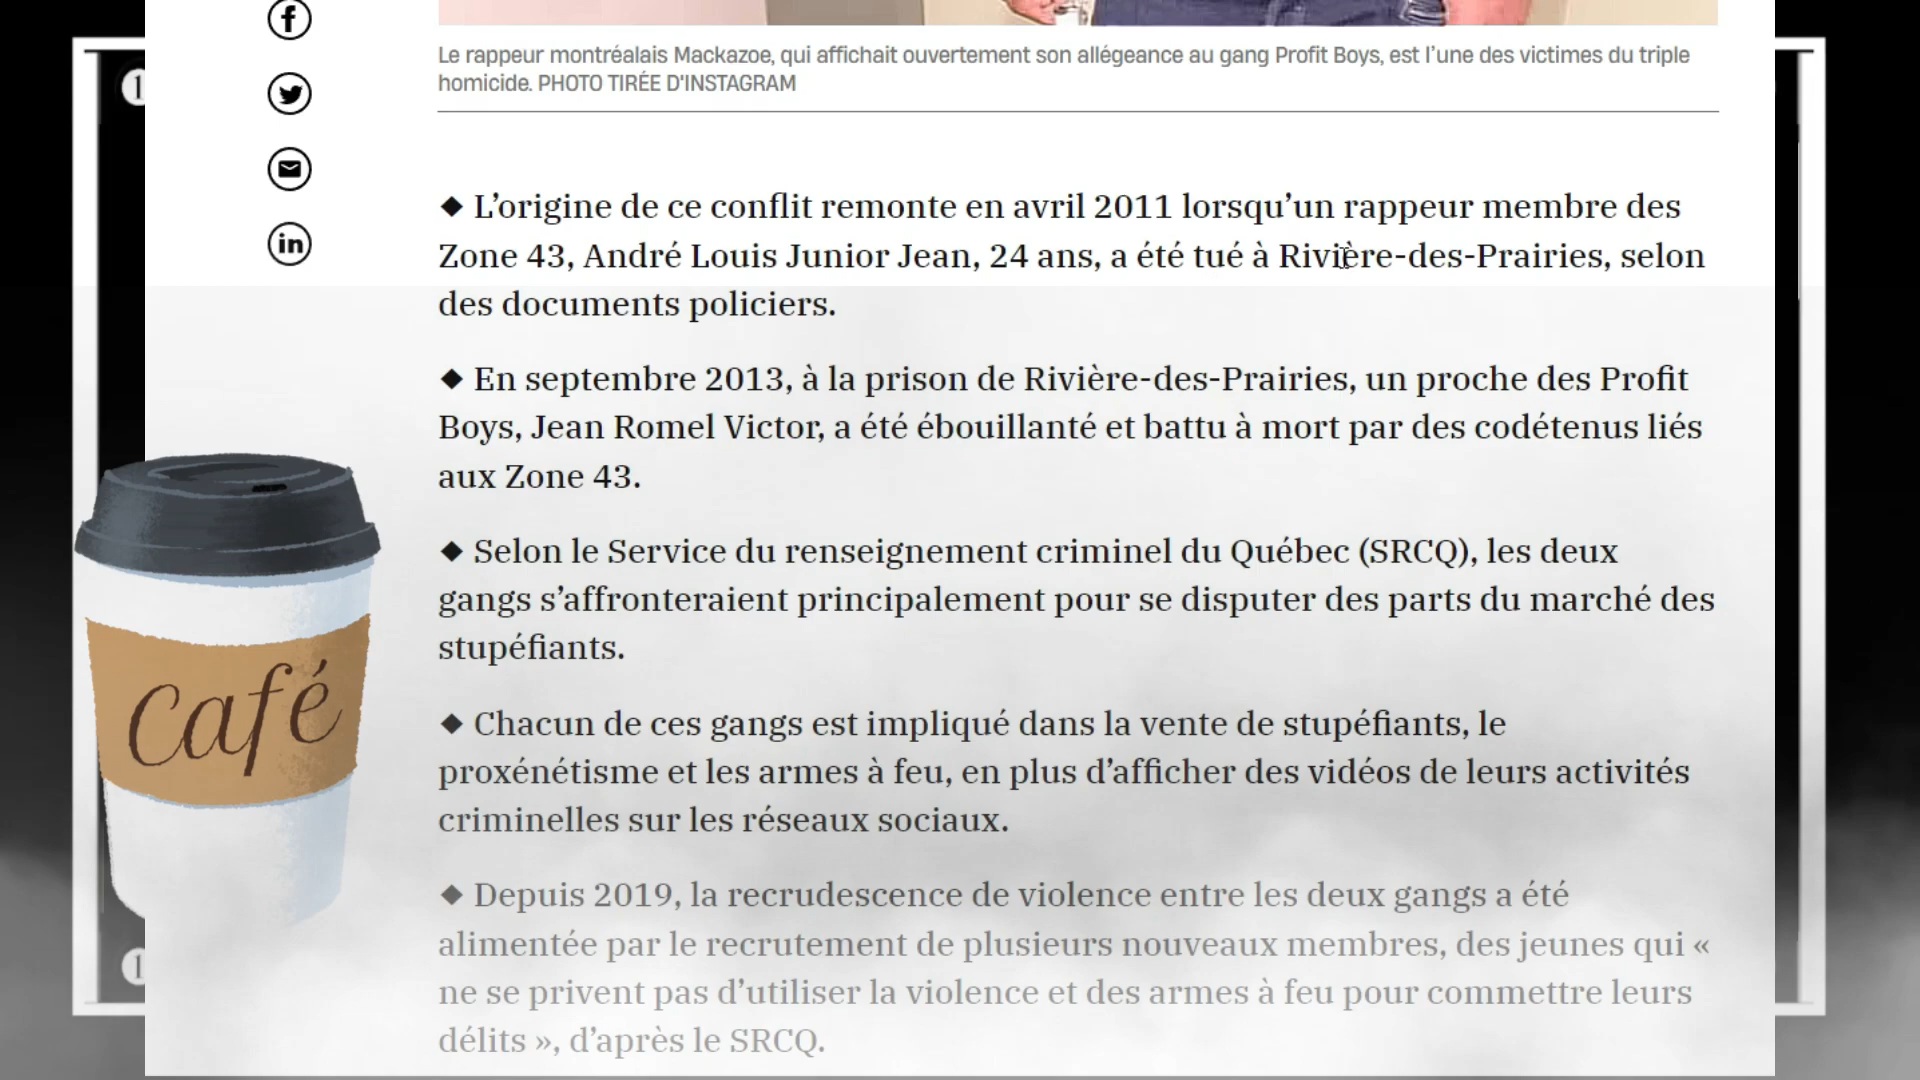 Le rappeur montréalais Mackazoe, qui affichait ouvertement son allégeance au gang Profit Boys, est l’une des victimes du triple
homicide. PHOTO TIRÉE D'INSTAGRAM
◆ L’origine de ce conflit remonte en avril 2011 lorsqu’un rappeur membre des
Zone 43, André Louis Junior Jean, 24 ans, a été tué à Rivière-des-Prairies, selon
des documents policiers.
◆ En septembre 2013, à la prison de Rivière-des-Prairies, un proche des Profit
Boys, Jean Romel Victor, a été ébouillanté et battu à mort par des codétenus liés
aux Zone 43.
◆ Selon le Service du renseignement criminel du Québec (SRCQ), les deux
gangs s’affronteraient principalement pour se disputer des parts du marché des
stupéfiants.
◆ Chacun de ces gangs est impliqué dans la vente de stupéfiants, le
proxénétisme et les armes à feu, en plus d’afficher des vidéos de leurs activités
criminelles sur les réseaux sociaux.
◆ Depuis 2019, la recrudescence de violence entre les deux gangs a été
alimentée par le recrutement de plusieurs nouveaux membres, des jeunes qui «
ne se privent pas d’utiliser la violence et des armes à feu pour commettre leurs
délits », d’après le SRCQ.
Café